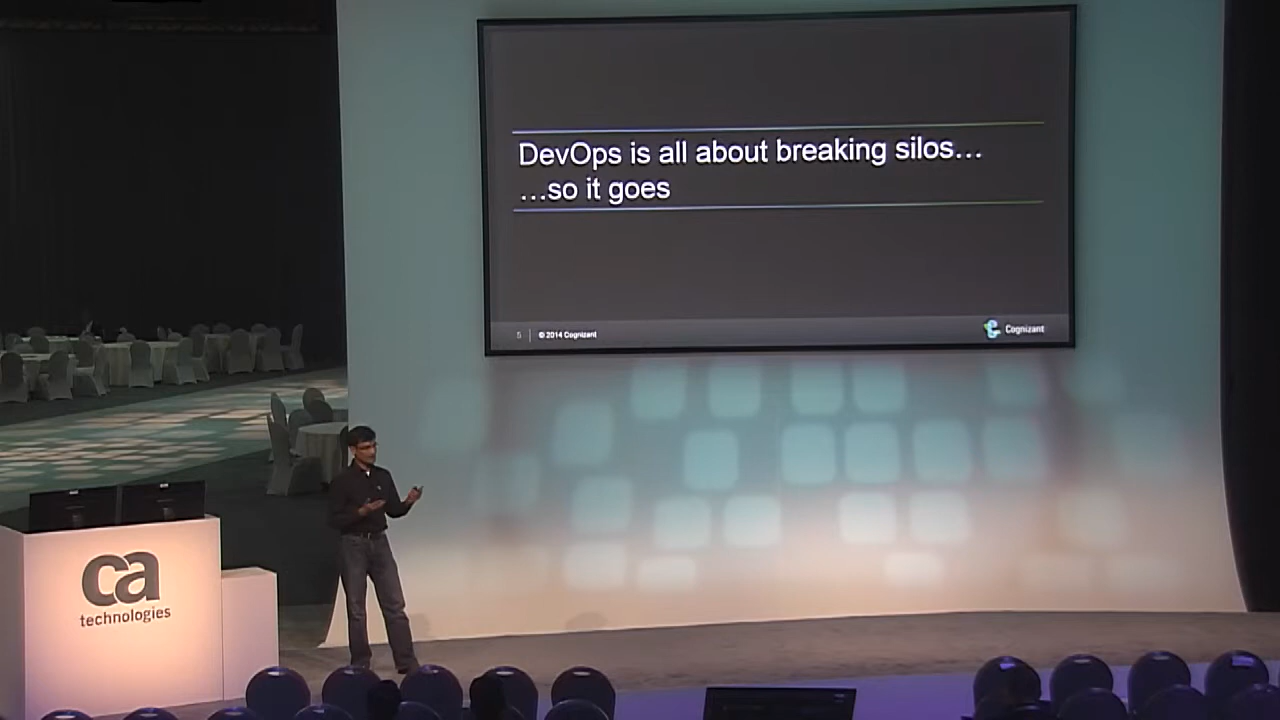 DevOps is all about breaking silos…
…so it goes
5 © 2014 Cognizant
Cognizant
ca
technologies